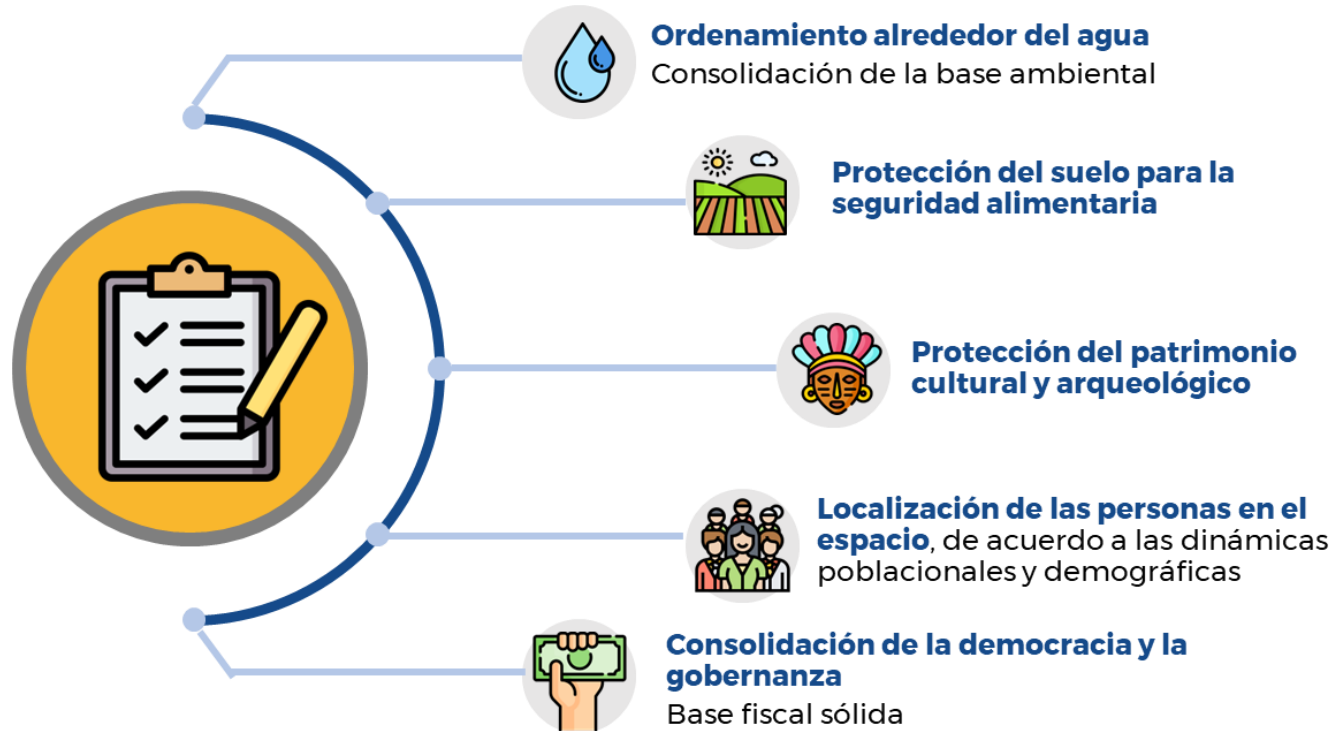 Ordenamiento alrededor del agua
Consolidación de la base ambiental
Protección del suelo para la
seguridad alimentaria
Protección del patrimonio
cultural y arqueológico
Localización de las personas en el
espacio, de acuerdo a las dinámicas
poblacionales y demográficas
Consolidación de la democracia y la
gobernanza
Base fiscal sólida